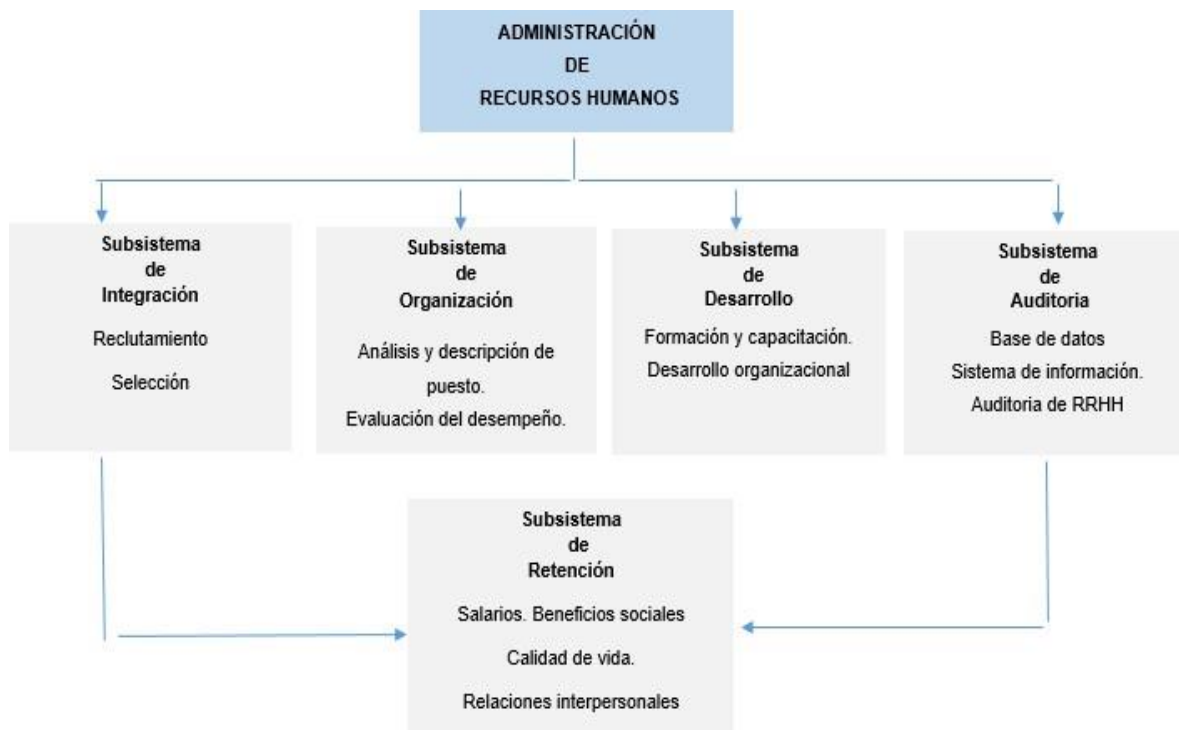 ADMINISTRACIÓN
DE
RECURSOS HUMANOS
Subsistema
de
Integración
Reclutamiento
Selección
Subsistema
de
Organización
Análisis y descripción de
puesto.
Evaluación del desempeño.
Subsistema
de
Desarrollo
Formación y capacitación.
Desarrollo organizacional
Subsistema
de
Auditoria
Base de datos
Sistema de información.
Auditoria de RRHH
Subsistema
de
Retención
Salarios. Beneficios sociales
Calidad de vida.
Relaciones interpersonales